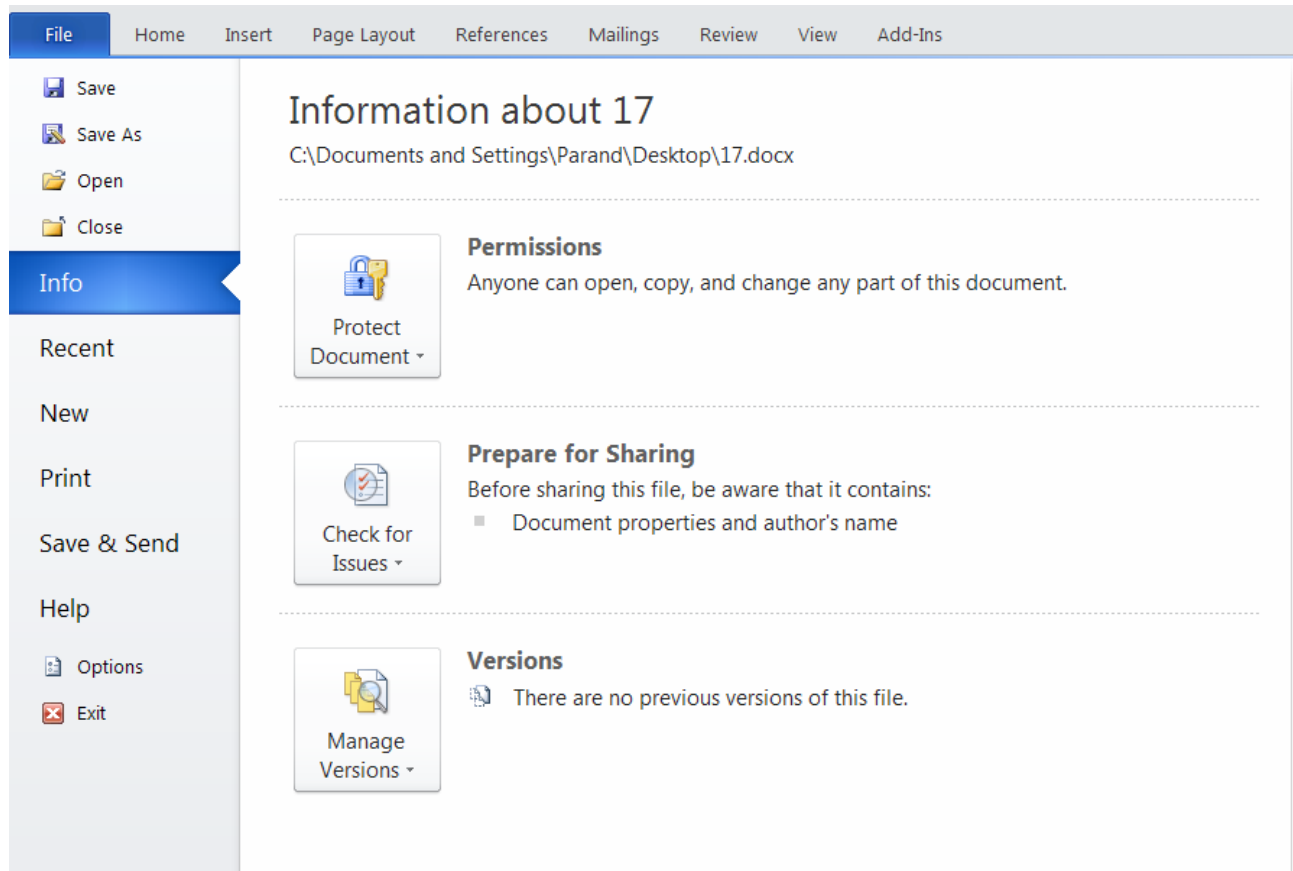 File Home Insert Page Layout References Mailings Review View Add-Ins
Save
Save As
Open
Close
Info
Recent
New
Print
Save & Send
Help
Options
Exit
Information about 17
C:\Documents and Settings\Parand\Desktop\17.docx
Protect
Document
Permissions
Anyone can open, copy, and change any part of this document.
Check for
Issues
Prepare for Sharing
Before sharing this file, be aware that it contains:
Document properties and author's name
Manage
Versions
Versions
There are no previous versions of this file.